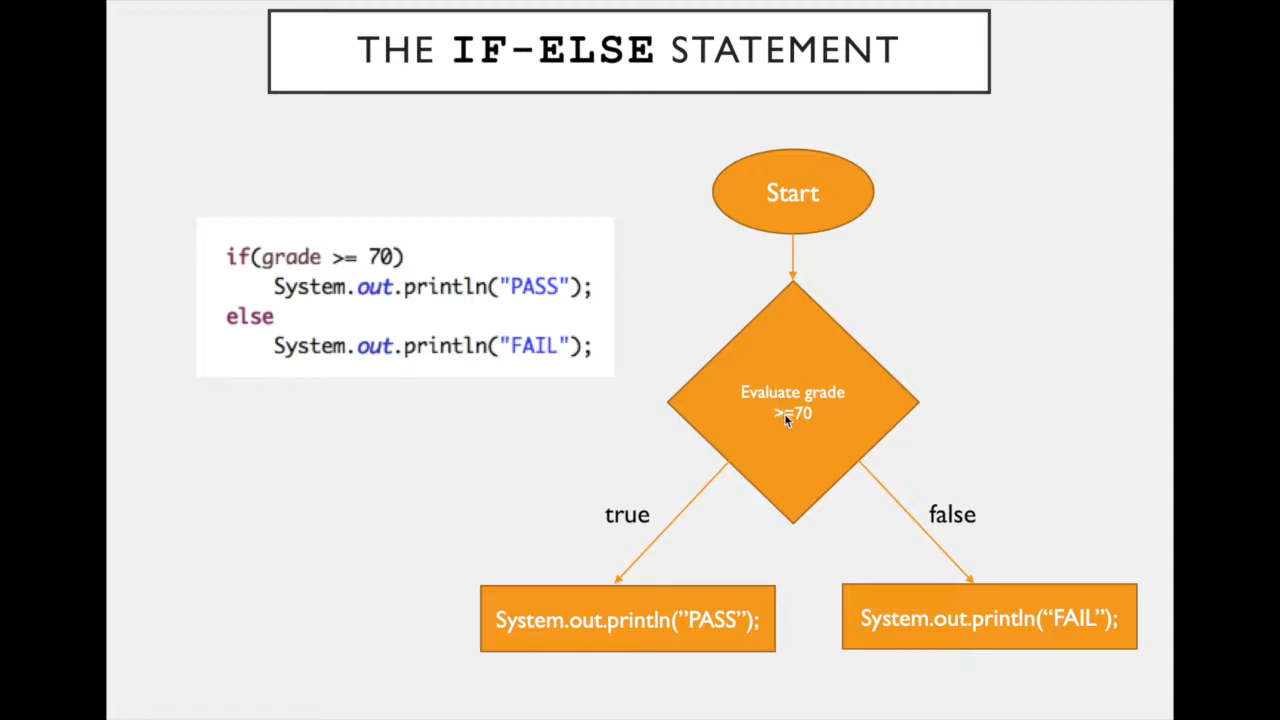 THE IF-ELSE STATEMENT
if(grade >= 70)
System.out.println("PASS");
else
System.out.println("FAIL");
Start
Evaluate grade
>=70
true
false
System.out.println(”PASS”);
System.out.println(“FAIL”);